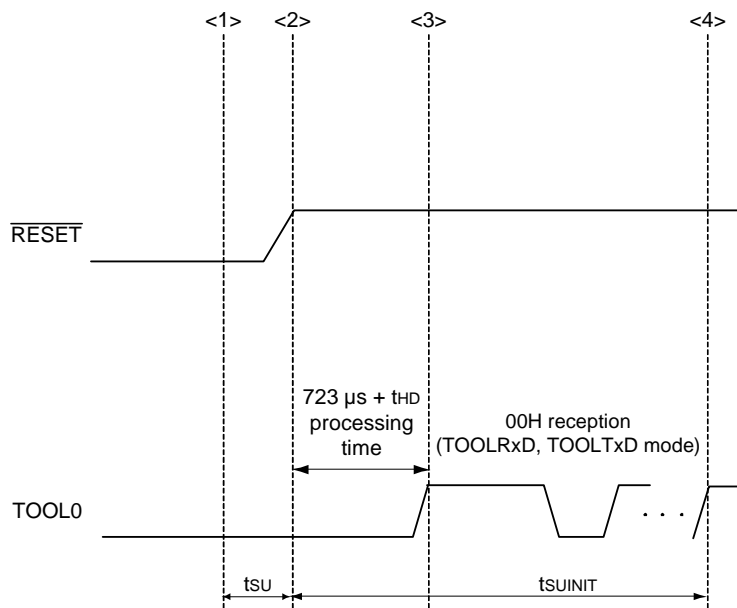 <1> <2> <3> <4>
RESET
723 µs + tHD
processing
time
00H reception
(TOOLRxD, TOOLTxD mode)
TOOL0
. . .
tSU
tSUINIT